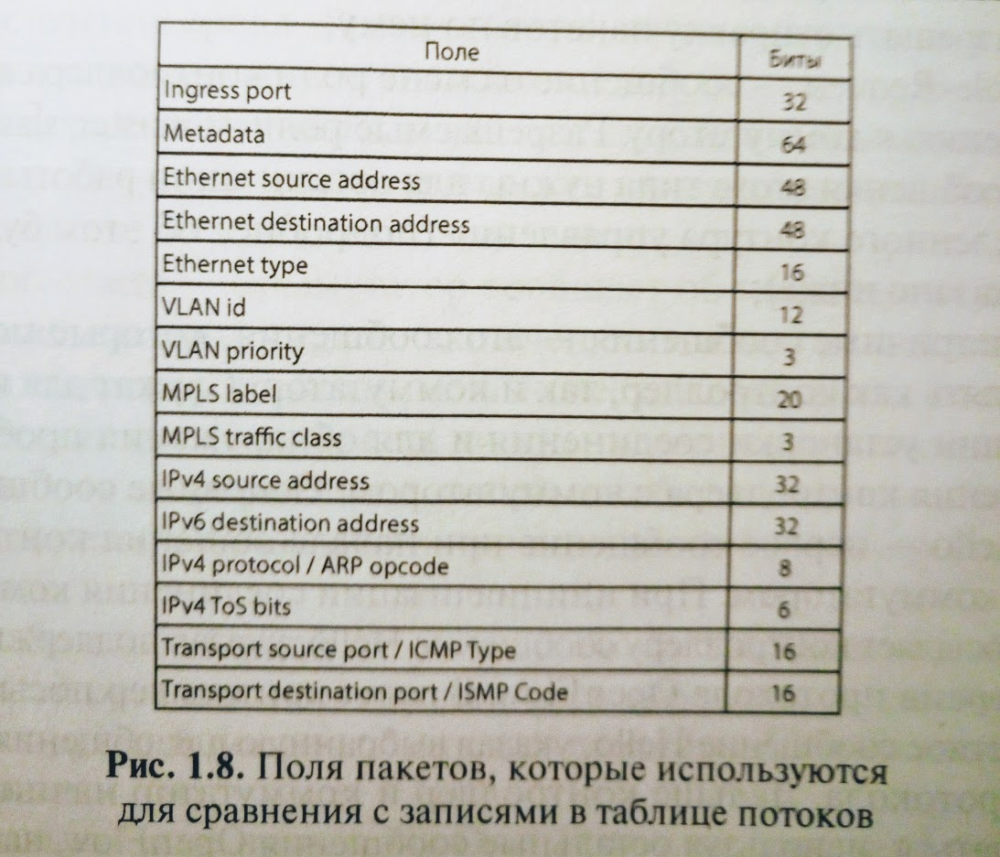 Поле Биты
Ingress port 32
Metadata 64
Ethernet source address 48
Ethernet destination address 48
Ethernet type 16
VLAN id 12
VLAN priority 3
MPLS label 20
MPLS traffic class 3
IPv4 source address 32
IPv6 destination address 32
IPv4 protocol / ARP opcode 8
IPv4 ToS bits 6
Transport source port / ICMP Type 16
Transport destination port / ISMP Code 16
Рис. 1.8. Поля пакетов, которые используются
для сравнения с записями в таблице потоков